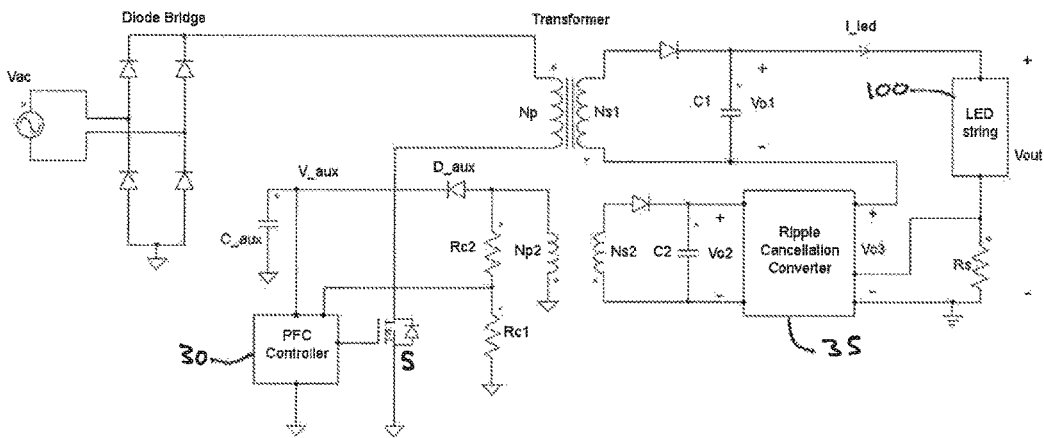 Diode Bridge
Transformer
I_led
Vac
Np
Ns1
C1
+
Vo1
-
100
LED
string
+
Vout
-
V_aux
D_aux
C_aux
Rc2
Np2
Ns2
C2
+
Vo2
-
Ripple
Cancellation
Converter
+
Vo3
-
Rs
PFC
Controller
30
S
Rc1
35